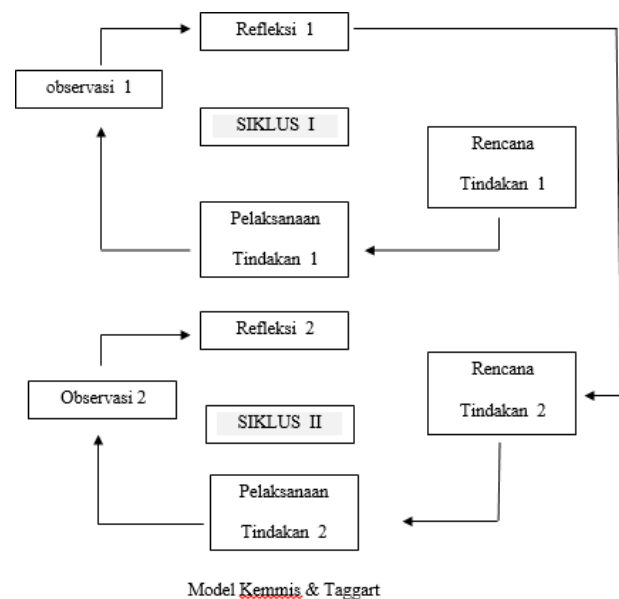 Refleksi 1
observasi 1
SIKLUS I
Rencana
Tindakan 1
Pelaksanaan
Tindakan 1
Refleksi 2
Rencana
Tindakan 2
Observasi 2
SIKLUS II
Pelaksanaan
Tindakan 2
Model Kemmis & Taggart